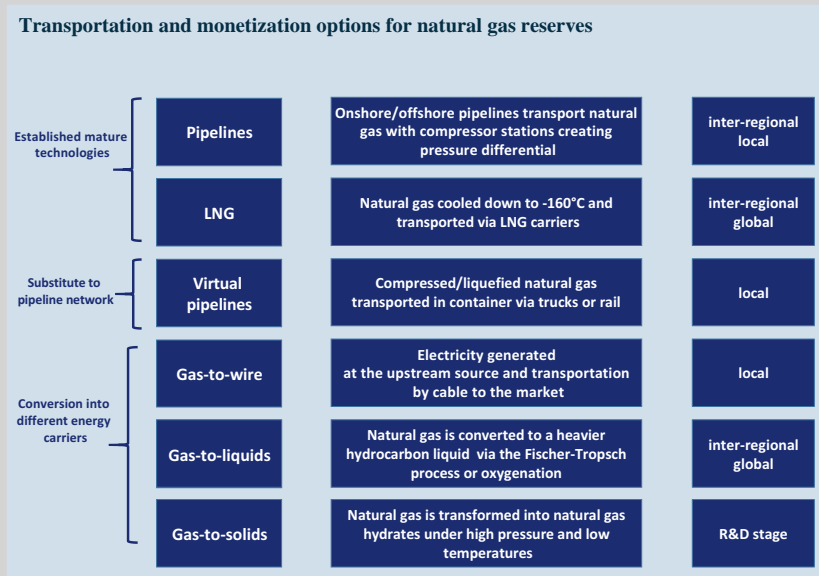 Transportation and monetization options for natural gas reserves
Established mature
technologies
Pipelines
Onshore/offshore pipelines transport natural
gas with compressor stations creating
pressure differential
inter-regional
local
LNG
Natural gas cooled down to -160°C and
transported via LNG carriers
inter-regional
global
Substitute to
pipeline network
Virtual
pipelines
Compressed/liquefied natural gas
transported in container via trucks or rail
local
Conversion into
different energy
carriers
Gas-to-wire
Electricity generated
at the upstream source and transportation
by cable to the market
local
Gas-to-liquids
Natural gas is converted to a heavier
hydrocarbon liquid via the Fischer-Tropsch
process or oxygenation
inter-regional
global
Gas-to-solids
Natural gas is transformed into natural gas
hydrates under high pressure and low
temperatures
R&D stage